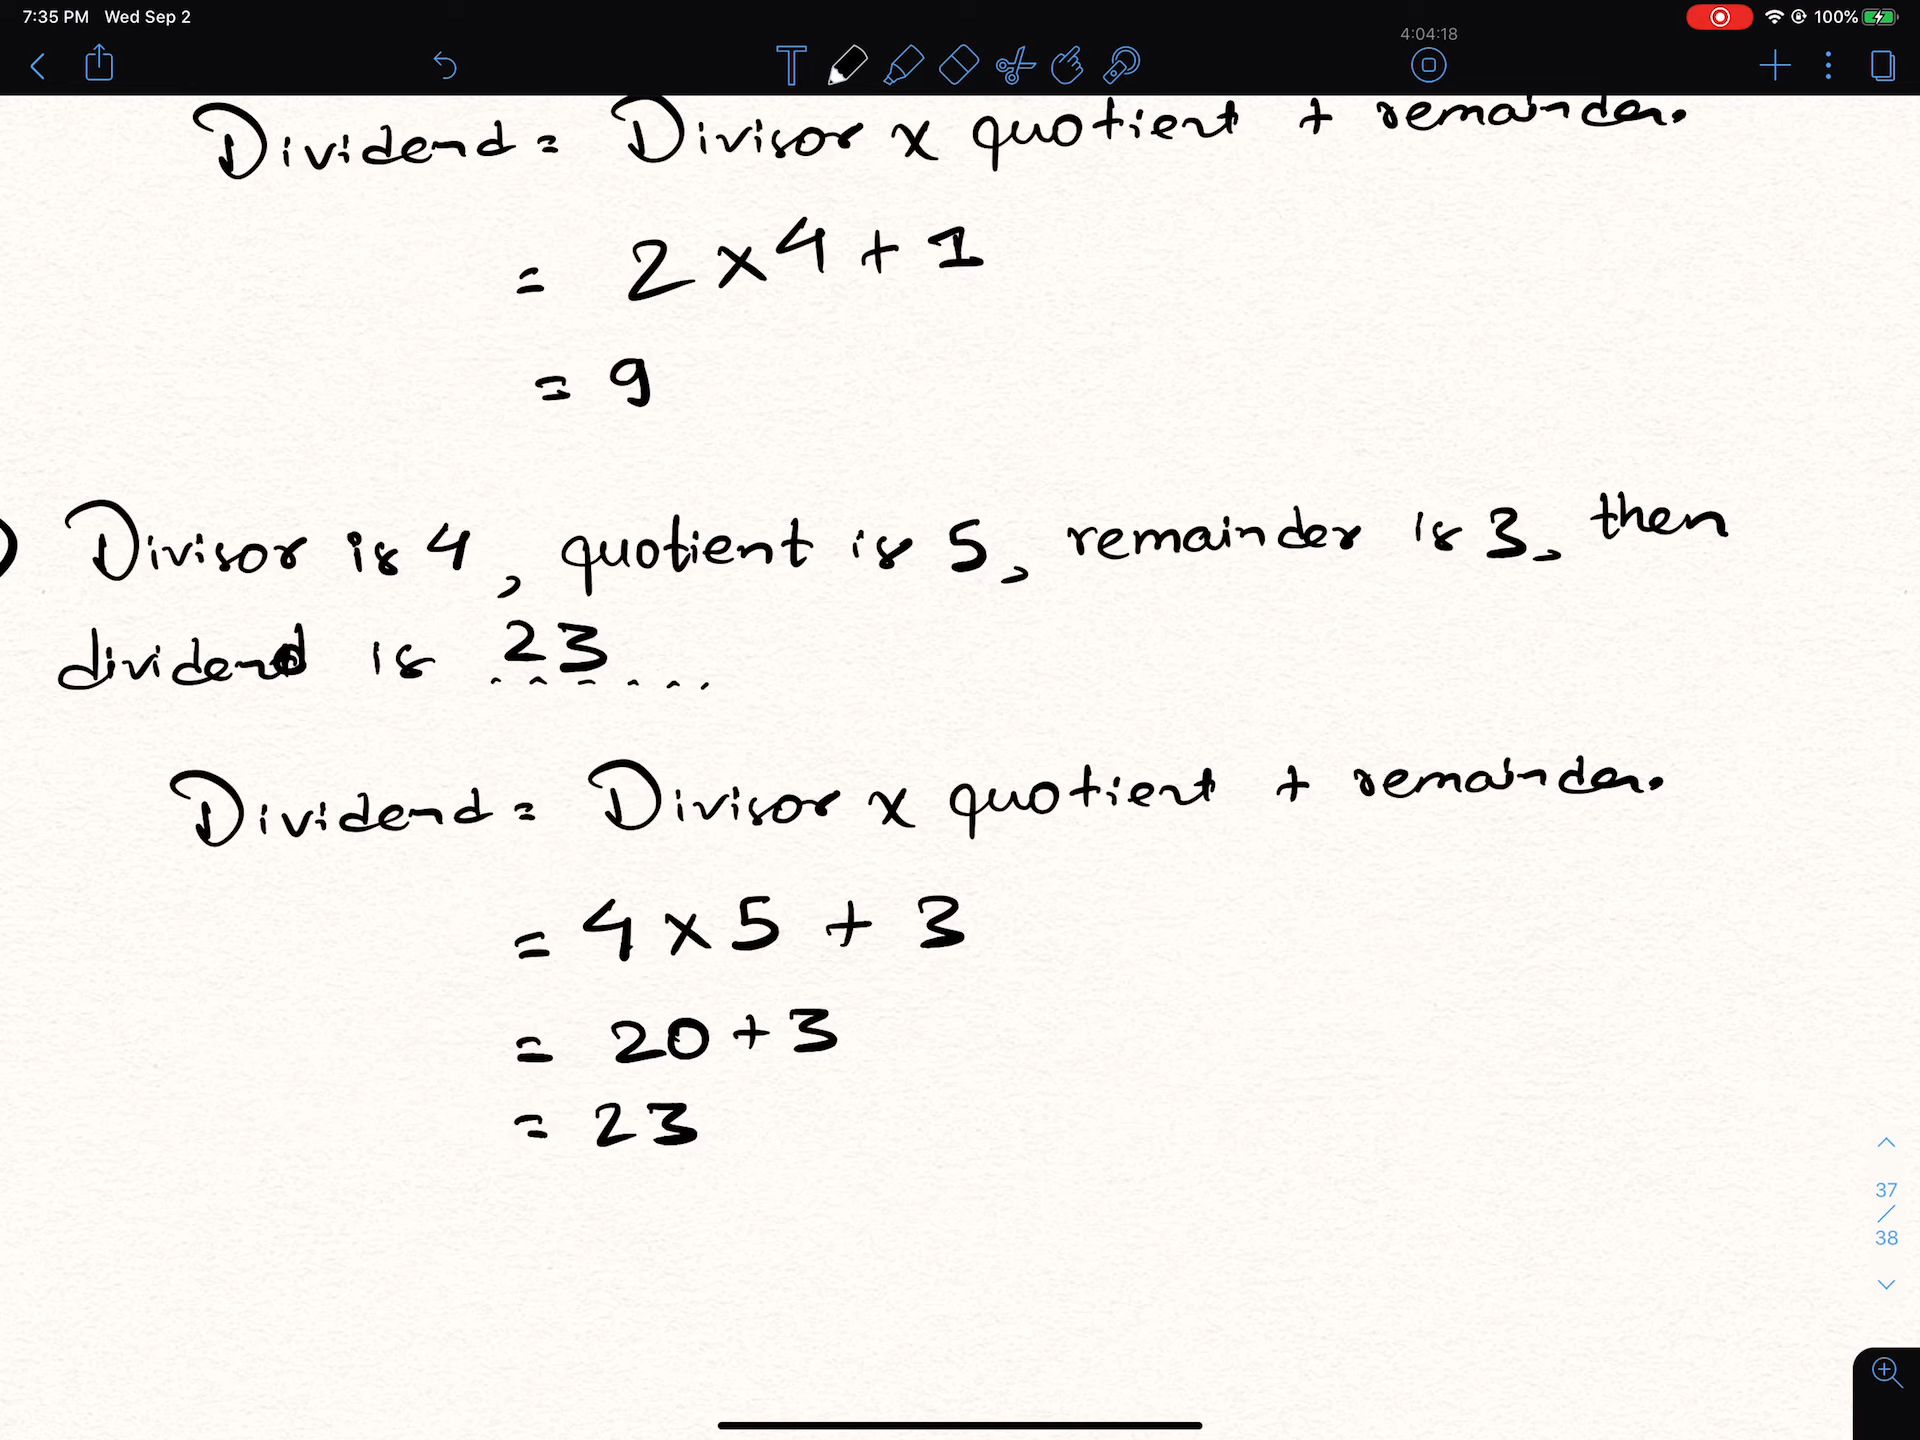 7:35 PM Wed Sep 2
100%
4:04:18
Dividend = Divisor x quotient + remainder.
= 2 x 4 + 1
= 9
) Divisor is 4, quotient is 5, remainder is 3, then
dividend is 23 ......
Dividend = Divisor x quotient + remainder.
= 4 x 5 + 3
= 20 + 3
= 23
37
/
38